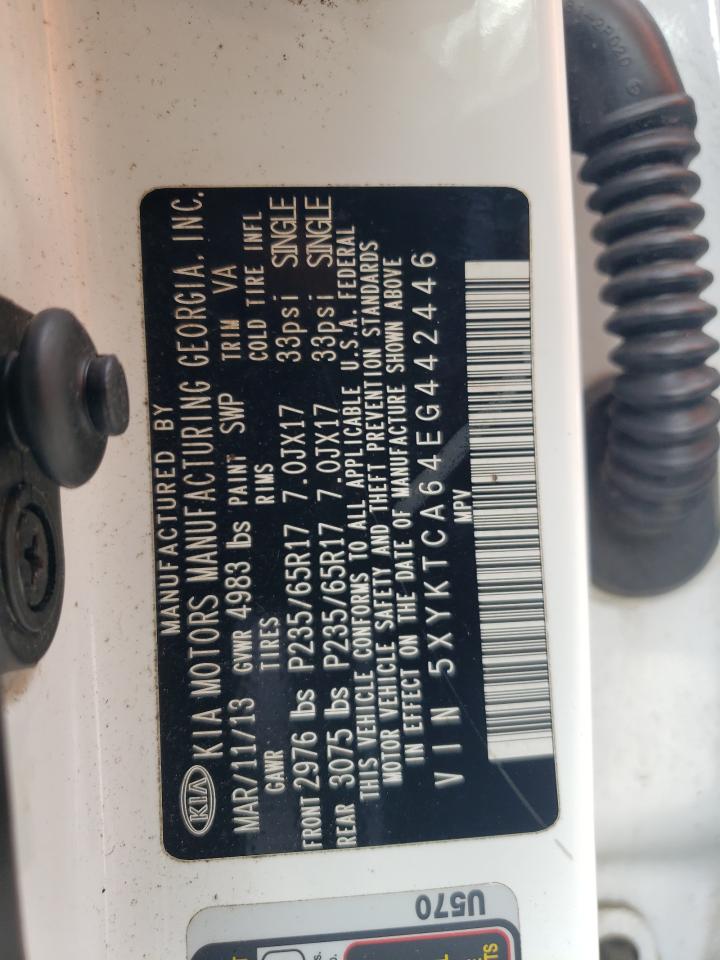 MANUFACTURED BY
KIA KIA MOTORS MANUFACTURING GEORGIA, INC.
MAR/11/13 GVWR 4983 lbs PAINT SWP TRIM VA
GAWR TIRES RIMS COLD TIRE INFL
FRONT 2976 lbs P235/65R17 7.0JX17 33psi SINGLE
REAR 3075 lbs P235/65R17 7.0JX17 33psi SINGLE
THIS VEHICLE CONFORMS TO ALL APPLICABLE U.S.A. FEDERAL
MOTOR VEHICLE SAFETY AND THEFT PREVENTION STANDARDS
IN EFFECT ON THE DATE OF MANUFACTURE SHOWN ABOVE
VIN 5XYKTCA64EG442446
MPV
U570